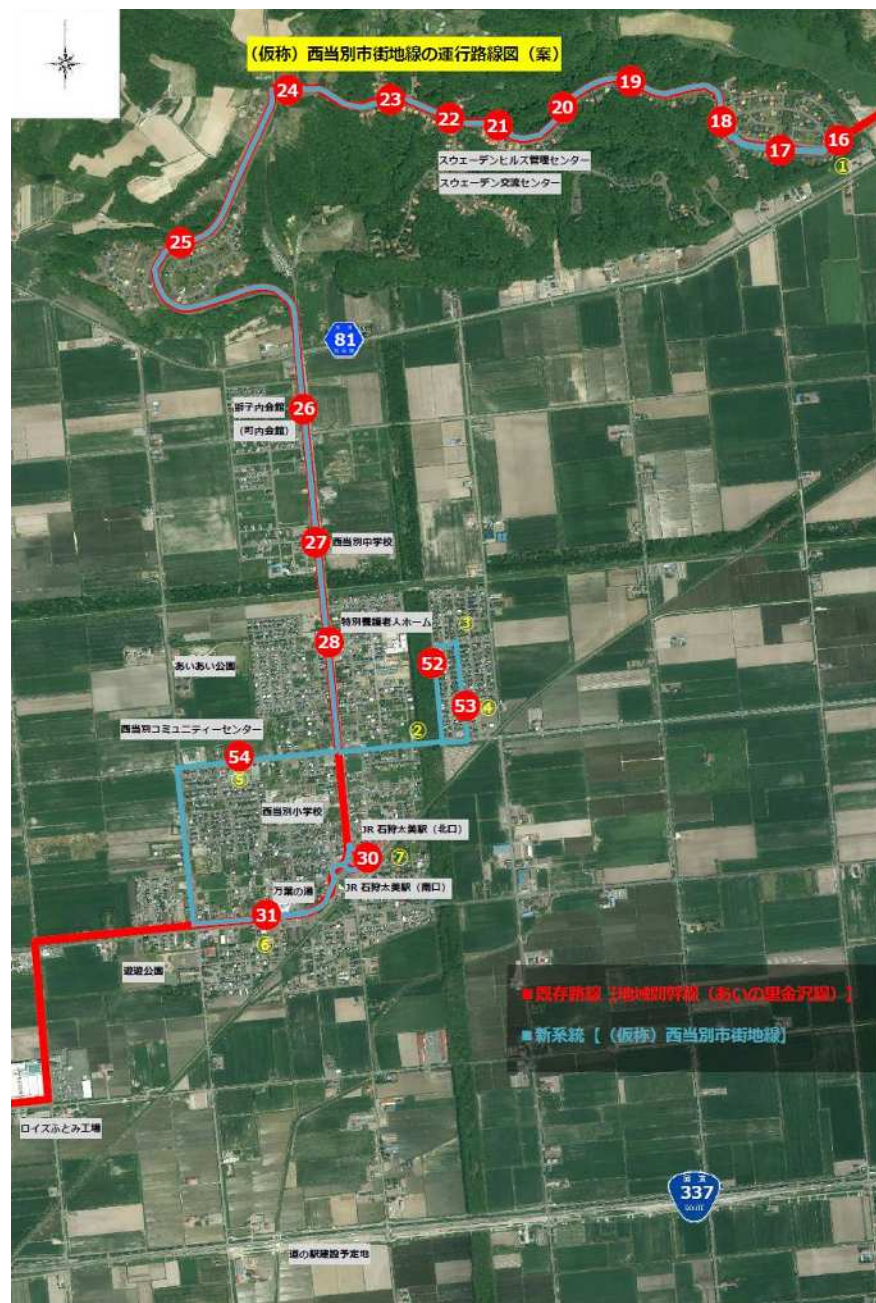 (仮称)西当別市街地線の運行路線図(案)
24
23
22
21
20
19
18
17
16
①
スウェーデンヒルズ管理センター
スウェーデン交流センター
25
81
26
獅子内会館
(町内会館)
27
西当別中学校
28
特別養護老人ホーム
③
52
あいあい公園
53
④
西当別コミュニティーセンター
②
54
⑤
西当別小学校
JR 石狩太美駅(北口)
30
⑦
JR 石狩太美駅(南口)
万葉の湯
31
⑥
遊遊公園
■既存路線【地域間幹線(あいの里金沢線)】
■新系統【(仮称)西当別市街地線】
ロイズふとみ工場
337
ROUTE
道の駅建設予定地